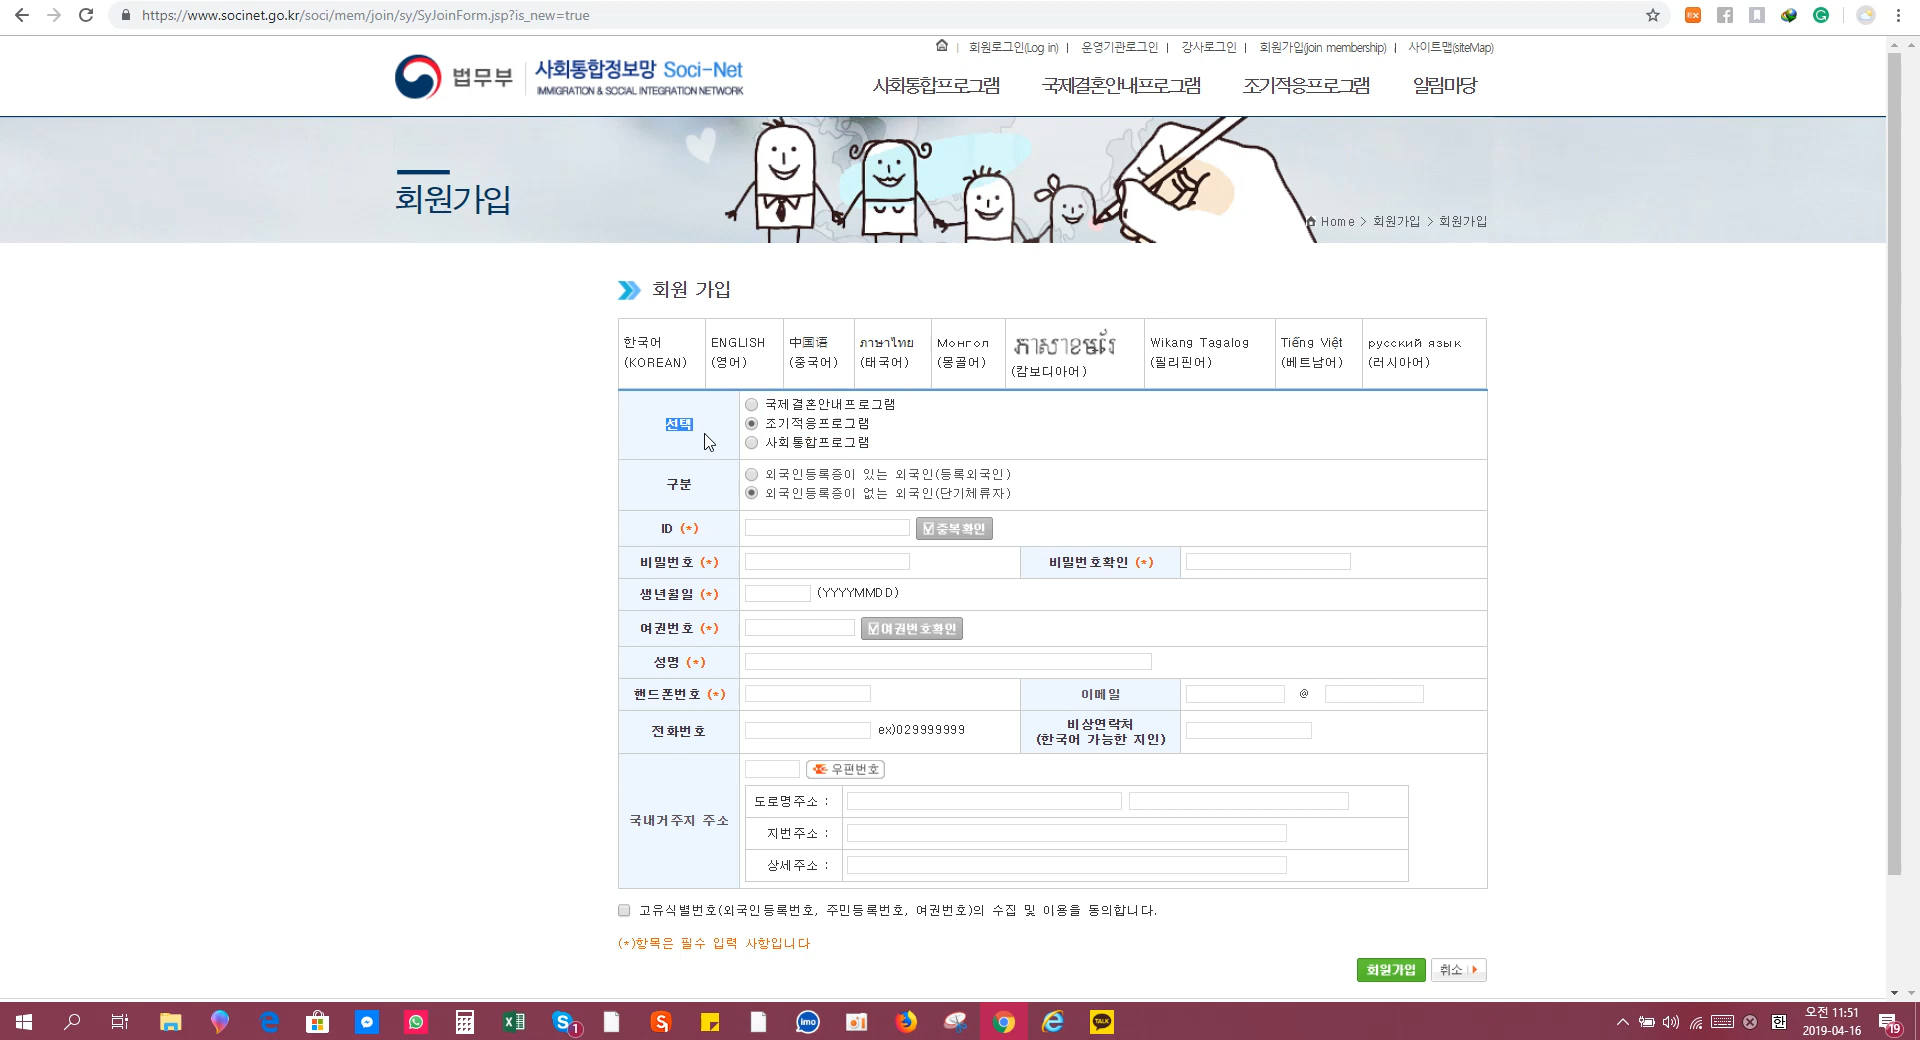 https://www.socinet.go.kr/soci/mem/join/sy/SyJoinForm.jsp?is_new=true
회원로그인(Log in) | 운영기관로그인 | 강사로그인 | 회원가입(join membership) | 사이트맵(siteMap)
법무부
사회통합정보망 Soci-Net
IMMIGRATION & SOCIAL INTEGRATION NETWORK
사회통합프로그램 국제결혼안내프로그램 조기적응프로그램 알림마당
회원가입
Home > 회원가입 > 회원가입
회원 가입
한국어 (KOREAN)
ENGLISH (영어)
中国语 (중국어)
ภาษาไทย (태국어)
Монгол (몽골어)
ភាសាខមែរ (캄보디아어)
Wikang Tagalog (필리핀어)
Tiếng Việt (베트남어)
русский язык (러시아어)
선택
국제결혼안내프로그램
조기적응프로그램
사회통합프로그램
구분
외국인등록증이 있는 외국인(등록외국인)
외국인등록증이 없는 외국인(단기체류자)
ID (*) 중복확인
비밀번호 (*) 비밀번호확인 (*)
생년월일 (*) (YYYYMMDD)
여권번호 (*) 여권번호확인
성명 (*)
핸드폰번호 (*) 이메일 @
전화번호 ex)029999999 비상연락처
(한국어 가능한 지인)
국내거주지 주소
우편번호
도로명주소 :
지번주소 :
상세주소 :
고유식별번호(외국인등록번호, 주민등록번호, 여권번호)의 수집 및 이용을 동의합니다.
(*)항목은 필수 입력 사항입니다
회원가입 취소
imo
TALK
1
한
오전 11:51
2019-04-16
19